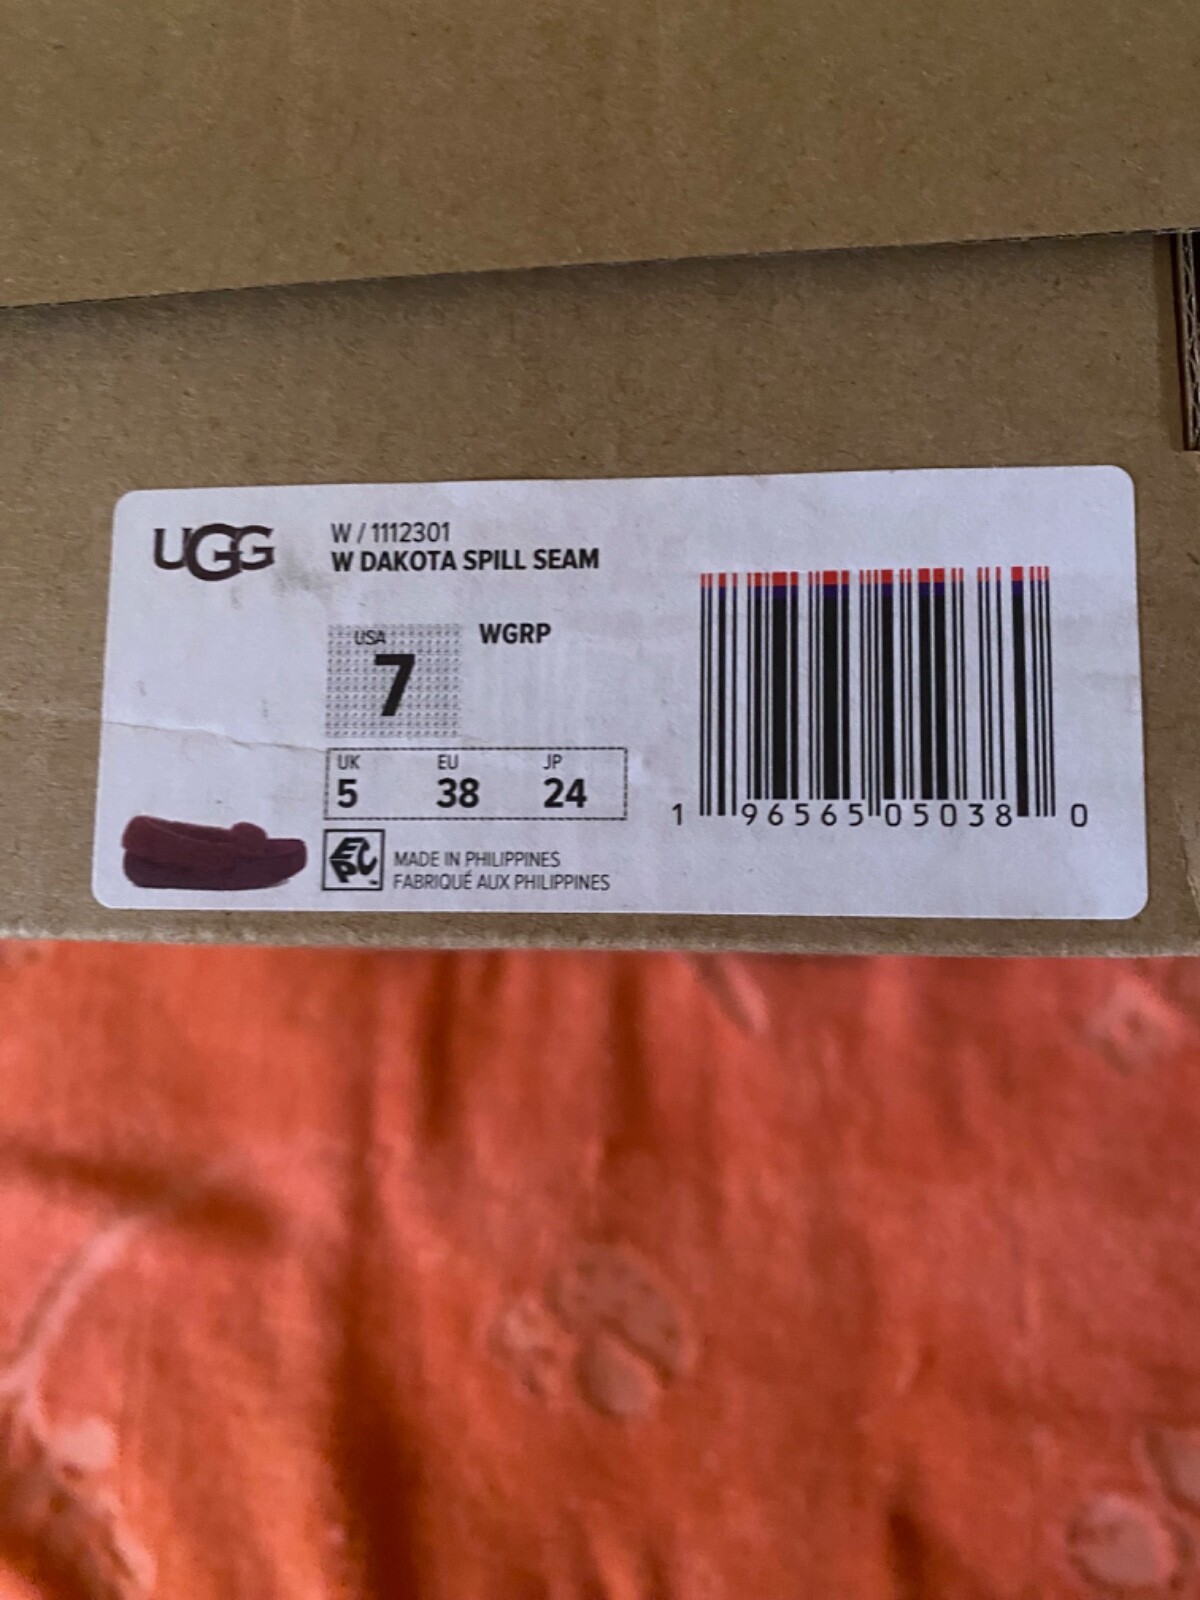 UGG
W / 1112301
W DAKOTA SPILL SEAM
USA
7
WGRP
UK EU JP
5 38 24
EPC
MADE IN PHILIPPINES
FABRIQUÉ AUX PHILIPPINES
1 96565 05038 0